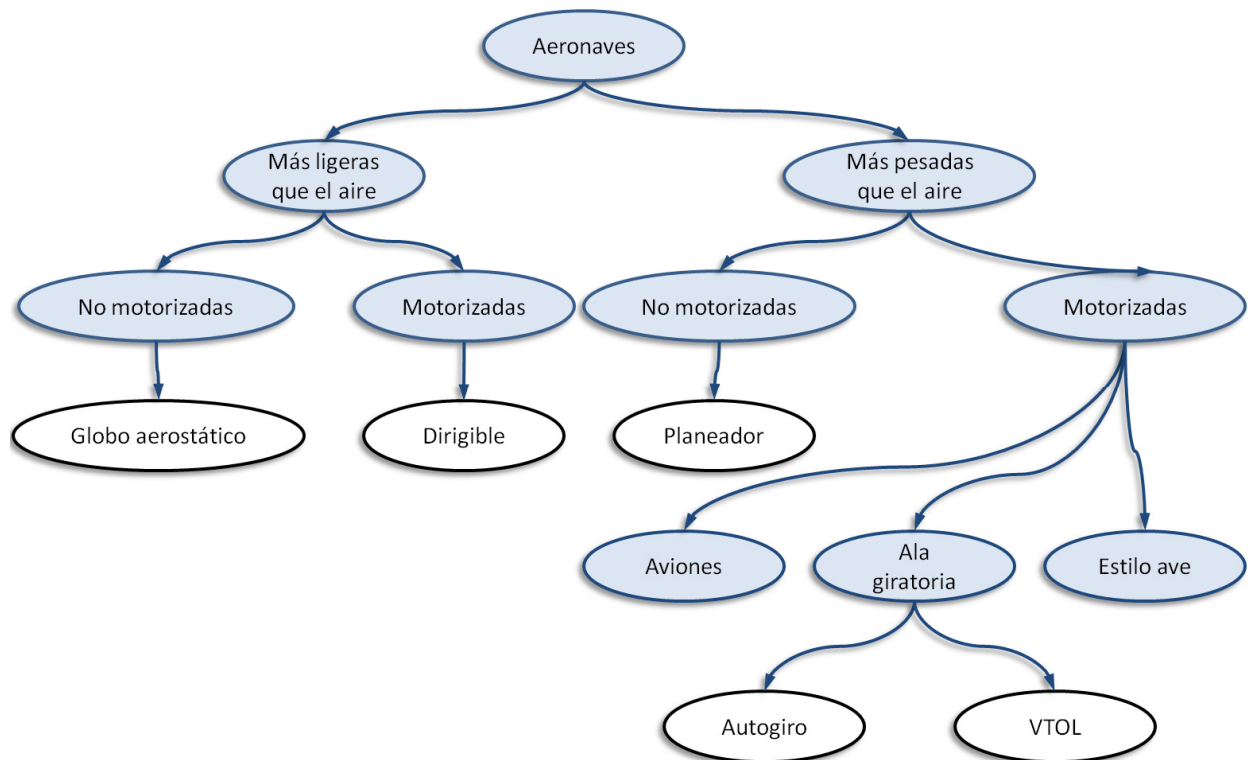 Aeronaves
Más ligeras
que el aire
Más pesadas
que el aire
No motorizadas
Motorizadas
No motorizadas
Motorizadas
Globo aerostático
Dirigible
Planeador
Aviones
Ala
giratoria
Estilo ave
Autogiro
VTOL